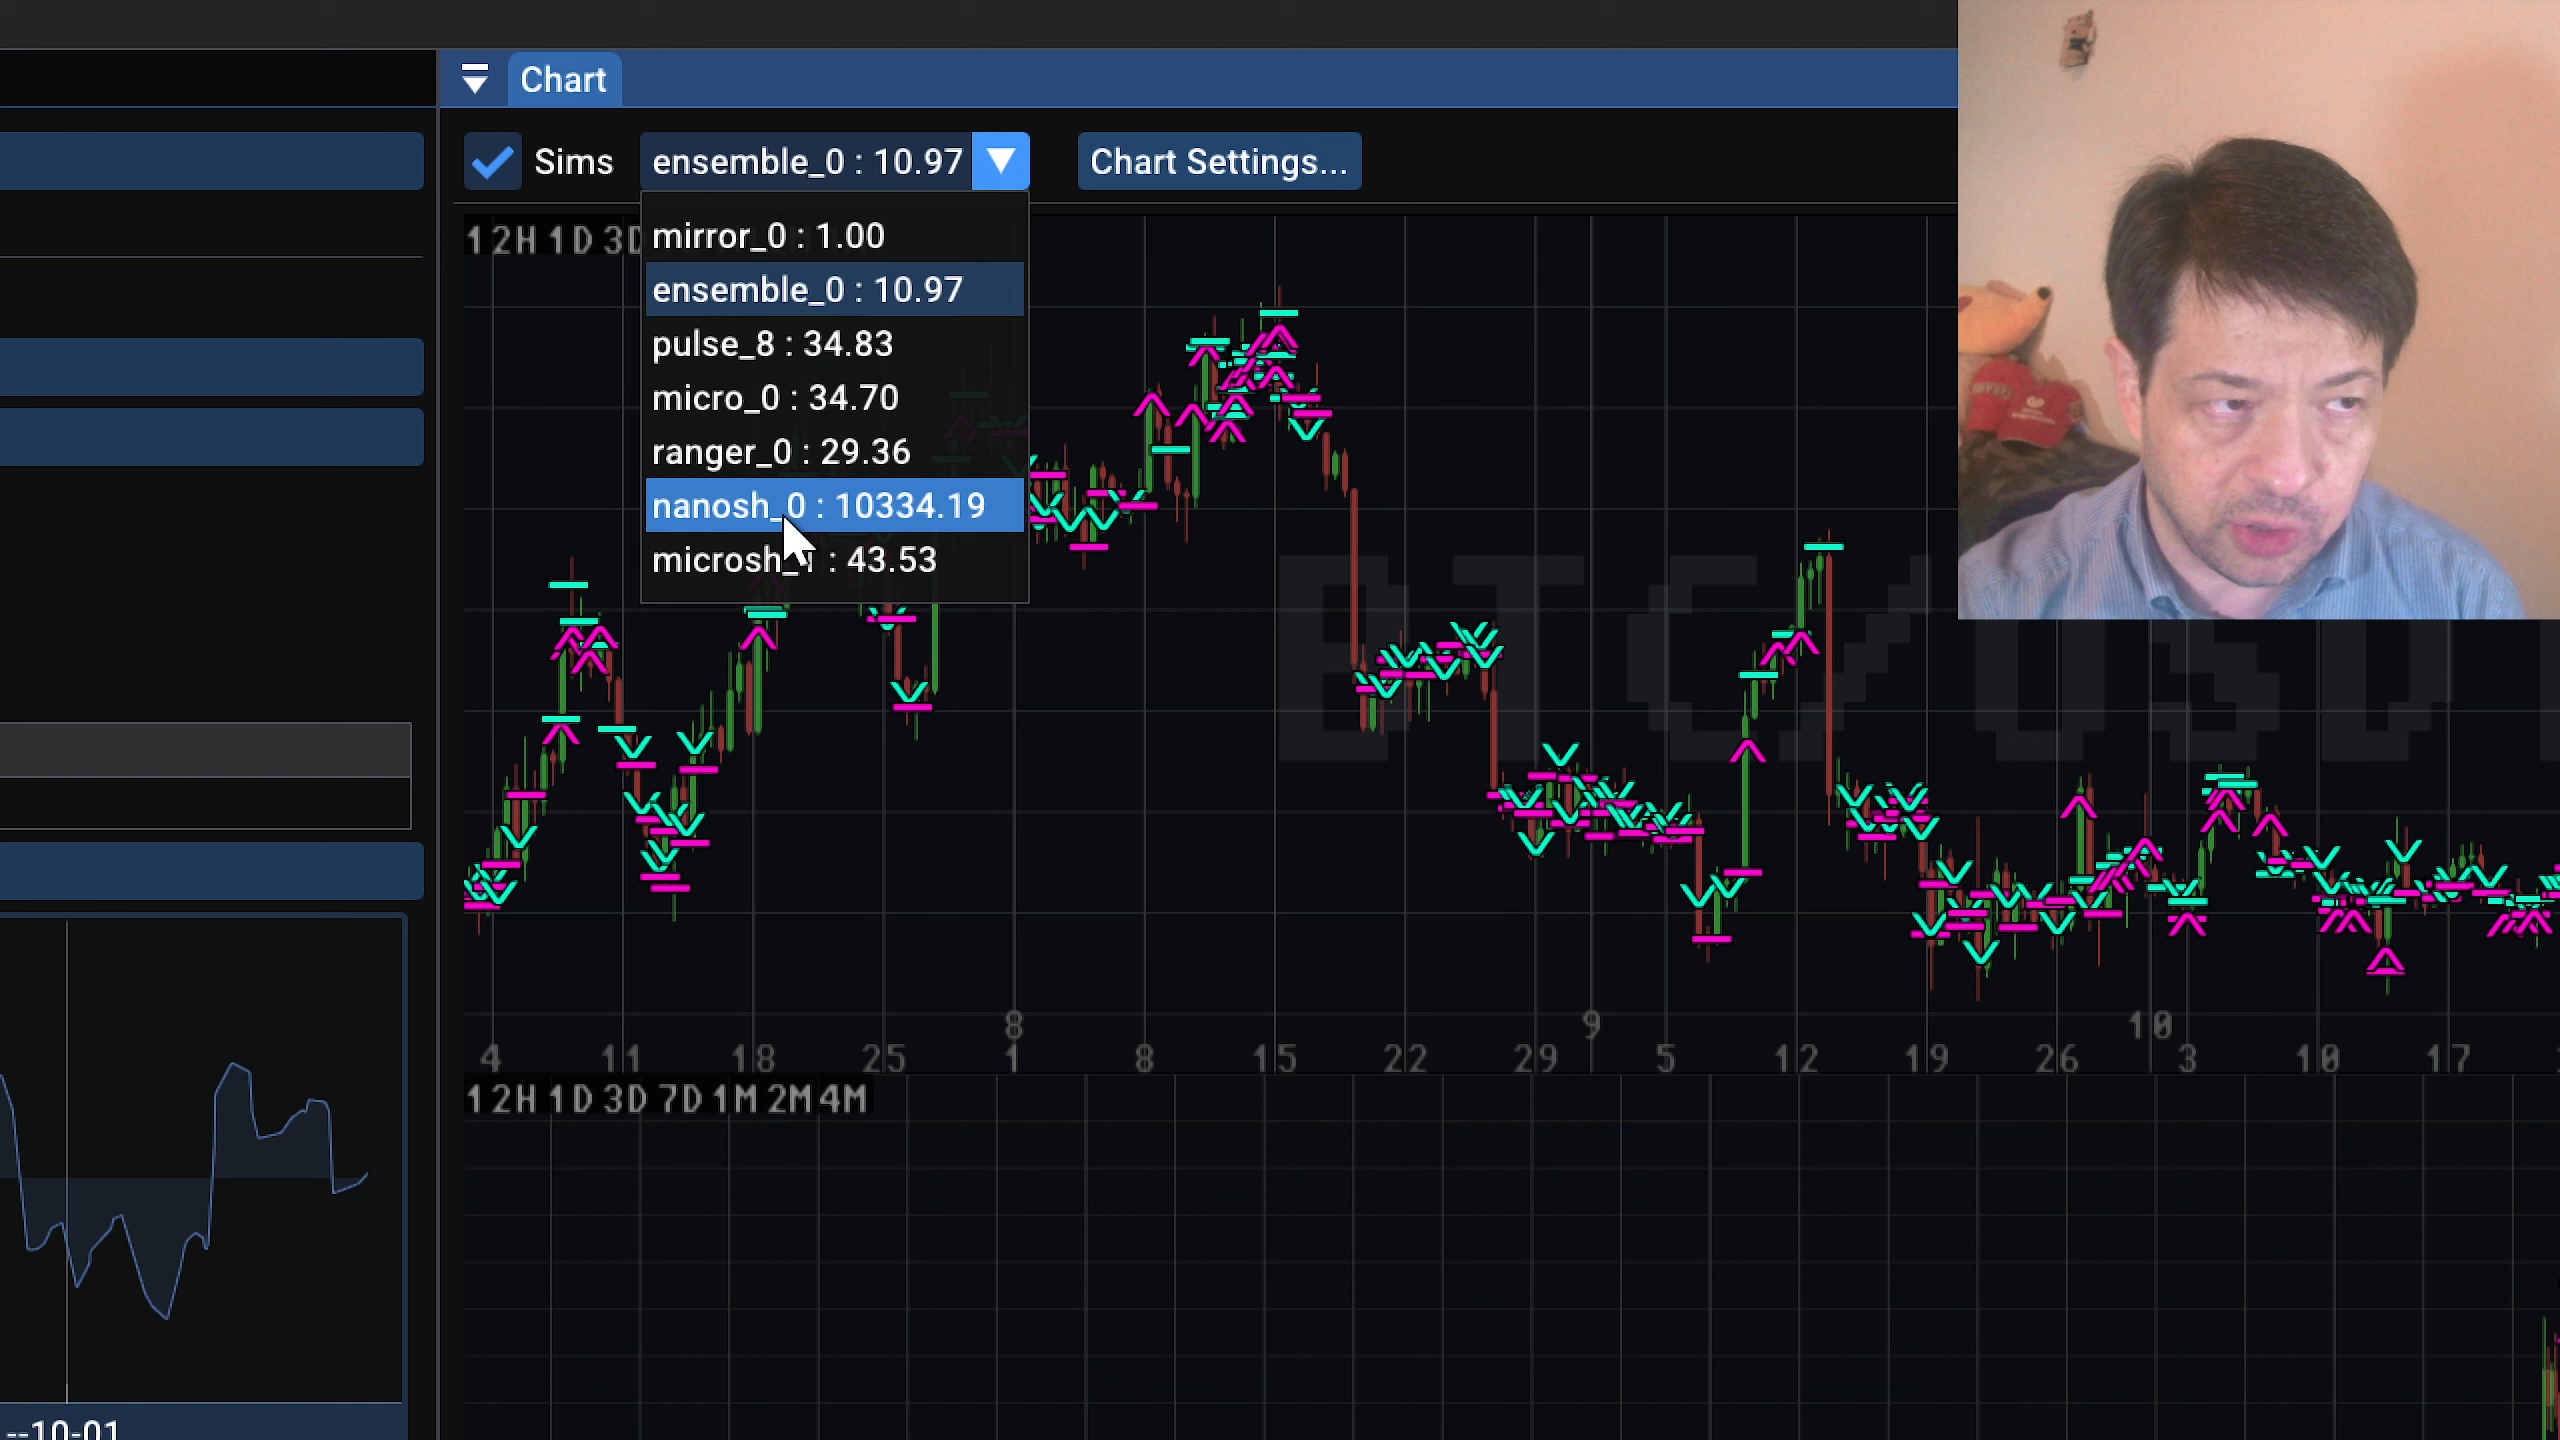 Chart
Sims
ensemble_0 : 10.97
Chart Settings...
mirror_0 : 1.00
ensemble_0 : 10.97
pulse_8 : 34.83
micro_0 : 34.70
ranger_0 : 29.36
nanosh_0 : 10334.19
microsh_1 : 43.53
12H 1D 3D
BTC/USD
8 9 10
4 11 18 25 1 8 15 22 29 5 12 19 26 3 10 17
12H 1D 3D 7D 1M 2M 4M
--10-01